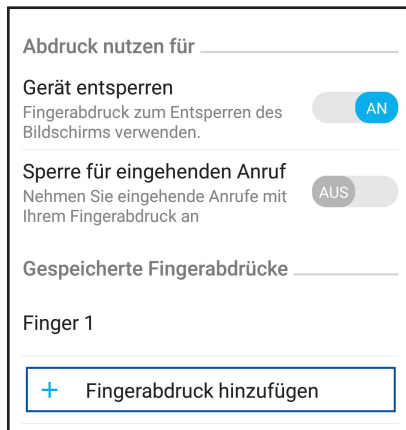 Abdruck nutzen für
Gerät entsperren
Fingerabdruck zum Entsperren des
Bildschirms verwenden.
AN
Sperre für eingehenden Anruf
Nehmen Sie eingehende Anrufe mit
Ihrem Fingerabdruck an
AUS
Gespeicherte Fingerabdrücke
Finger 1
+ Fingerabdruck hinzufügen